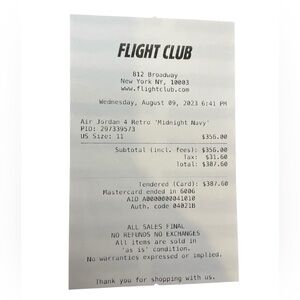 FLIGHT CLUB
812 Broadway
New York NY, 10003
www.flightclub.com
Wednesday, August 09, 2023 6:41 PM
Air Jordan 4 Retro 'Midnight Navy'
PID: 297339573
US Size: 11 $356.00
Subtotal (incl. fees): $356.00
Tax: $31.60
Total: $387.60
Tendered (Card): $387.60
Mastercard ended in 6006
AID A0000000041010
Auth. code 04021B
ALL SALES FINAL
NO REFUNDS NO EXCHANGES
All items are sold in
'as is' condition.
No warranties expressed or implied.
Thank you for shopping with us.